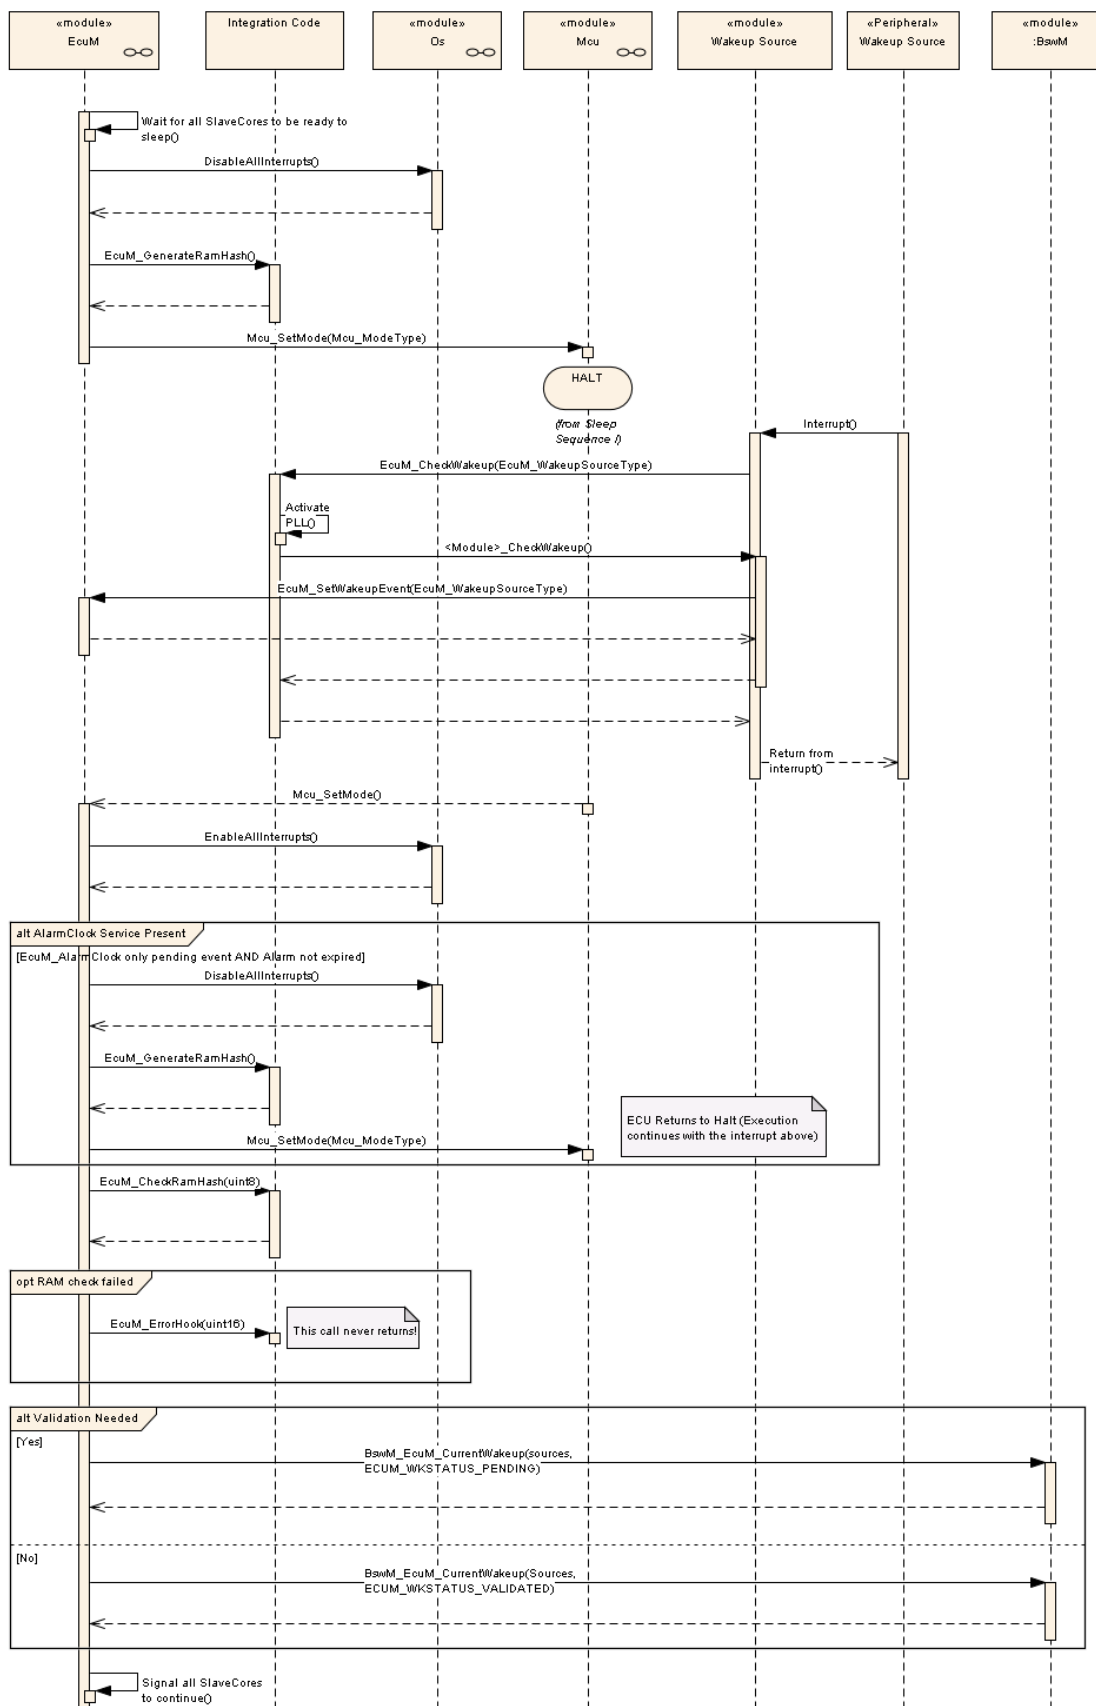 «module»
EcuM
Integration Code
«module»
Os
«module»
Mcu
«module»
Wakeup Source
«Peripheral»
Wakeup Source
«module»
:BswM
Wait for all SlaveCores to be ready to
sleep()
DisableAllInterrupts()
EcuM_GenerateRamHash()
Mcu_SetMode(Mcu_ModeType)
HALT
(from Sleep
Sequence I)
Interrupt()
EcuM_CheckWakeup(EcuM_WakeupSourceType)
Activate
PLL()
<Module>_CheckWakeup()
EcuM_SetWakeupEvent(EcuM_WakeupSourceType)
Return from
interrupt()
Mcu_SetMode()
EnableAllInterrupts()
alt AlarmClock Service Present
[EcuM_AlarmClock only pending event AND Alarm not expired]
DisableAllInterrupts()
EcuM_GenerateRamHash()
ECU Returns to Halt (Execution
continues with the interrupt above)
Mcu_SetMode(Mcu_ModeType)
EcuM_CheckRamHash(uint8)
opt RAM check failed
EcuM_ErrorHook(uint16)
This call never returns!
alt Validation Needed
[Yes]
BswM_EcuM_CurrentWakeup(sources,
ECUM_WKSTATUS_PENDING)
[No]
BswM_EcuM_CurrentWakeup(Sources,
ECUM_WKSTATUS_VALIDATED)
Signal all SlaveCores
to continue()